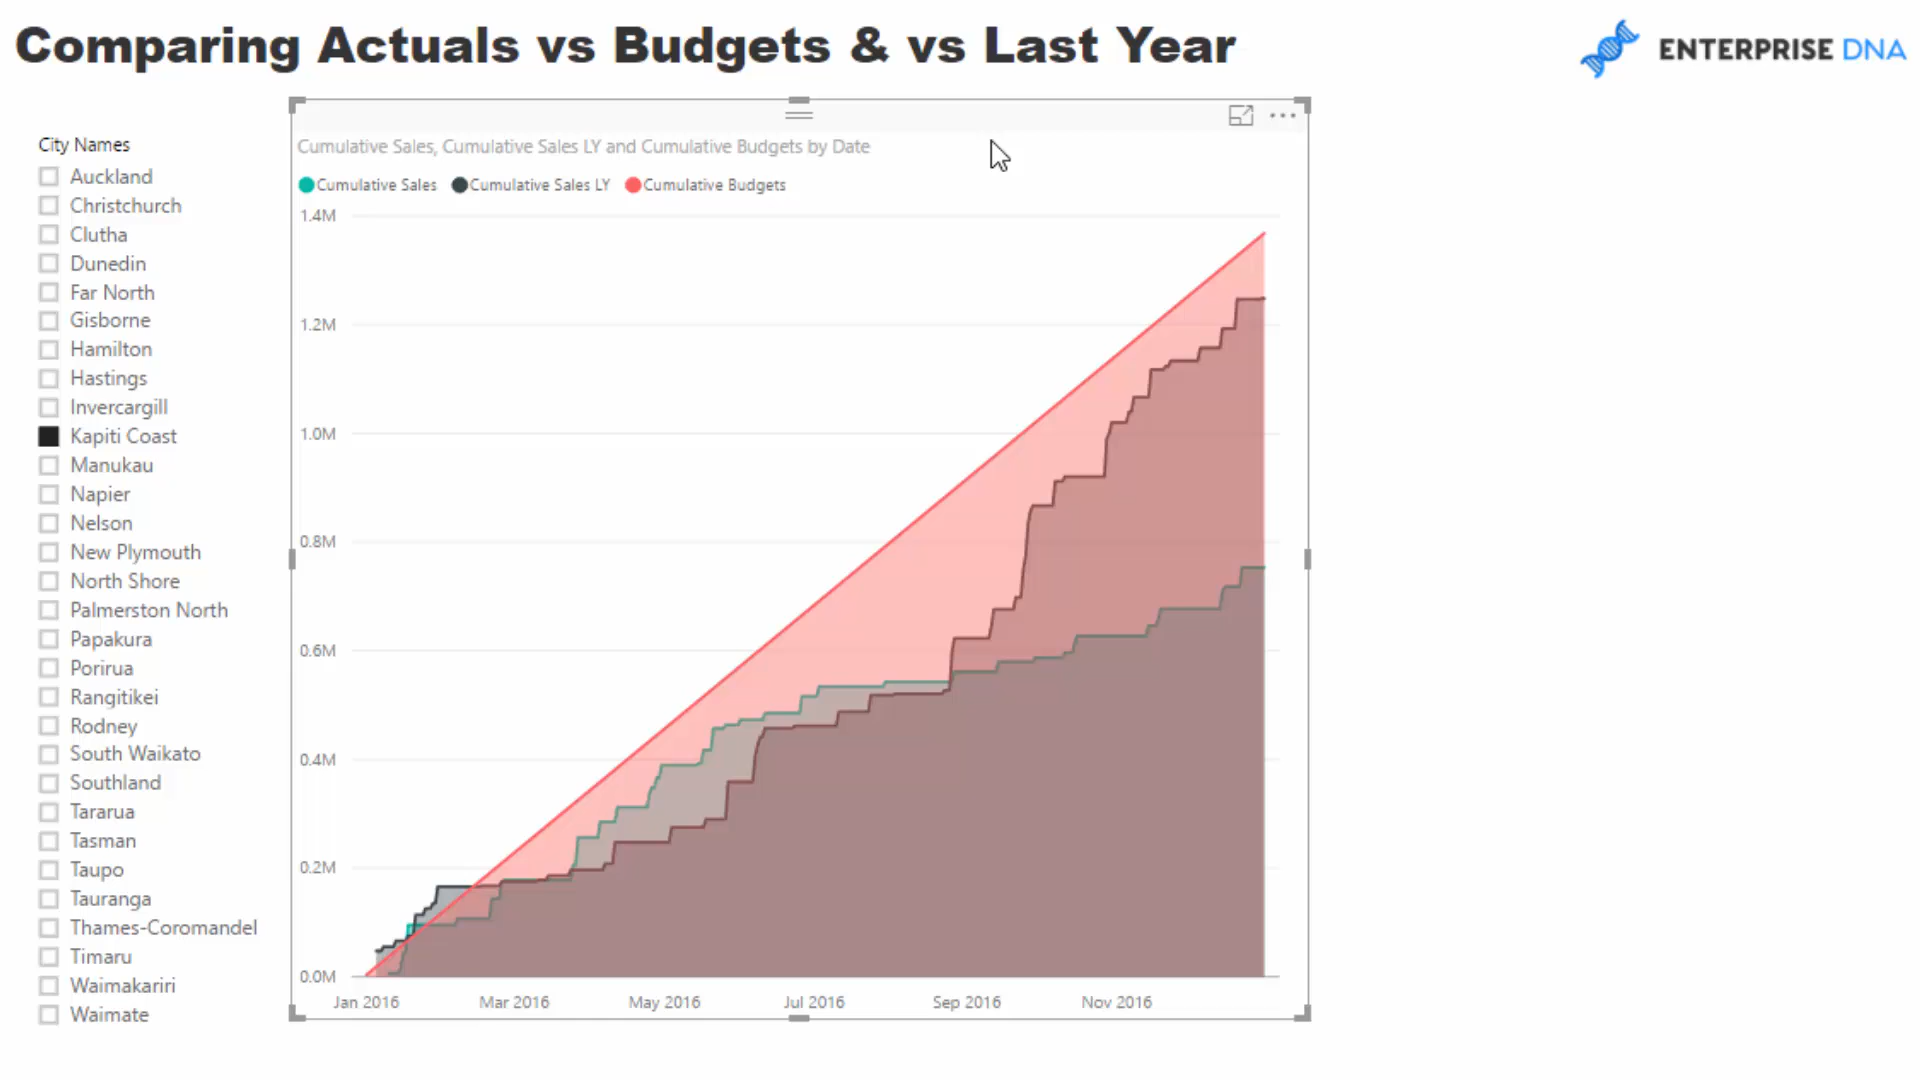 Comparing Actuals vs Budgets & vs Last Year
ENTERPRISE DNA
City Names
Auckland
Christchurch
Clutha
Dunedin
Far North
Gisborne
Hamilton
Hastings
Invercargill
Kapiti Coast
Manukau
Napier
Nelson
New Plymouth
North Shore
Palmerston North
Papakura
Porirua
Rangitikei
Rodney
South Waikato
Southland
Tararua
Tasman
Taupo
Tauranga
Thames-Coromandel
Timaru
Waimakariri
Waimate
Cumulative Sales, Cumulative Sales LY and Cumulative Budgets by Date
Cumulative Sales Cumulative Sales LY Cumulative Budgets
1.4M
1.2M
1.0M
0.8M
0.6M
0.4M
0.2M
0.0M
Jan 2016 Mar 2016 May 2016 Jul 2016 Sep 2016 Nov 2016